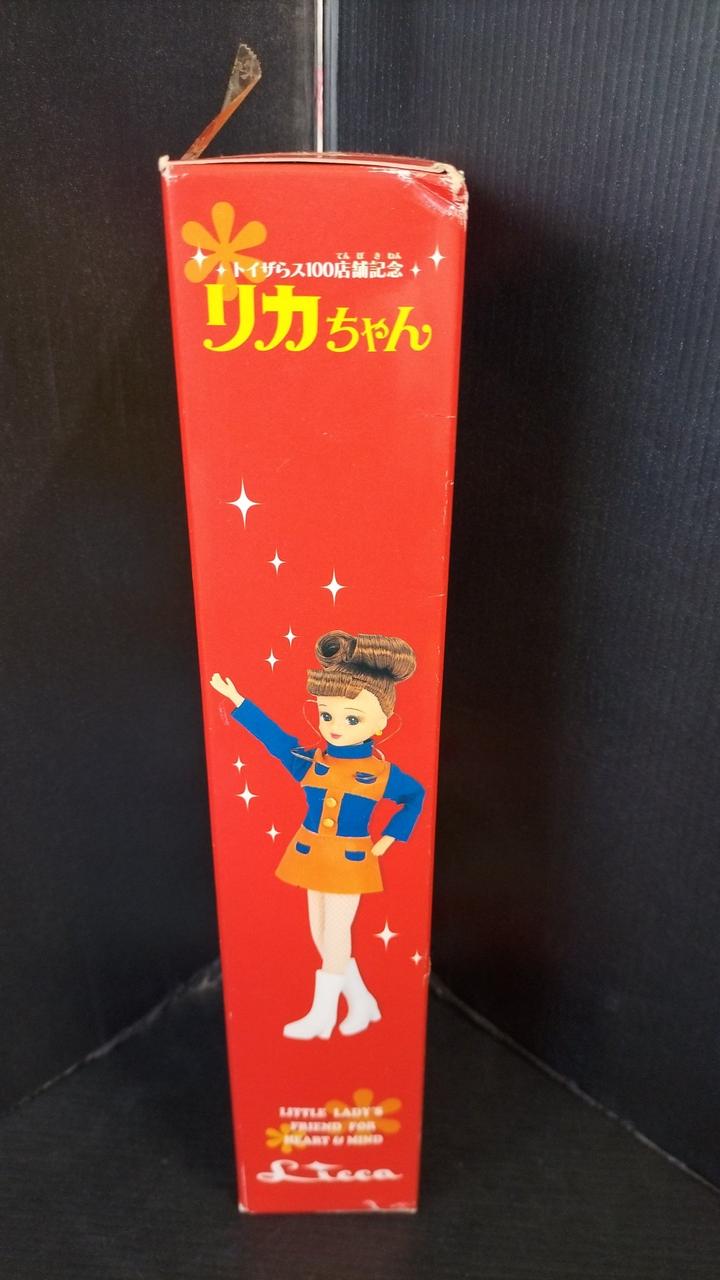 てんぽきねん
トイザらス100店舗記念
リカちゃん
LITTLE LADY'S
FRIEND FOR
HEART & MIND
Licca